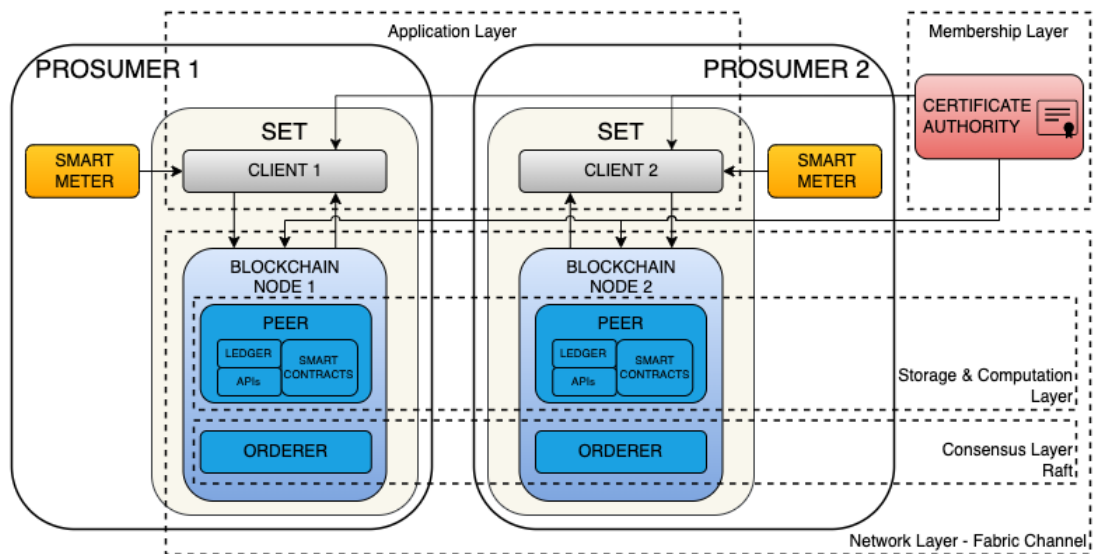 Application Layer
Membership Layer
PROSUMER 1
PROSUMER 2
CERTIFICATE
AUTHORITY
SET
SET
SMART
METER
CLIENT 1
CLIENT 2
SMART
METER
BLOCKCHAIN
NODE 1
BLOCKCHAIN
NODE 2
PEER
LEDGER
APIs
SMART
CONTRACTS
PEER
LEDGER
APIs
SMART
CONTRACTS
Storage & Computation
Layer
ORDERER
ORDERER
Consensus Layer
Raft
Network Layer - Fabric Channel